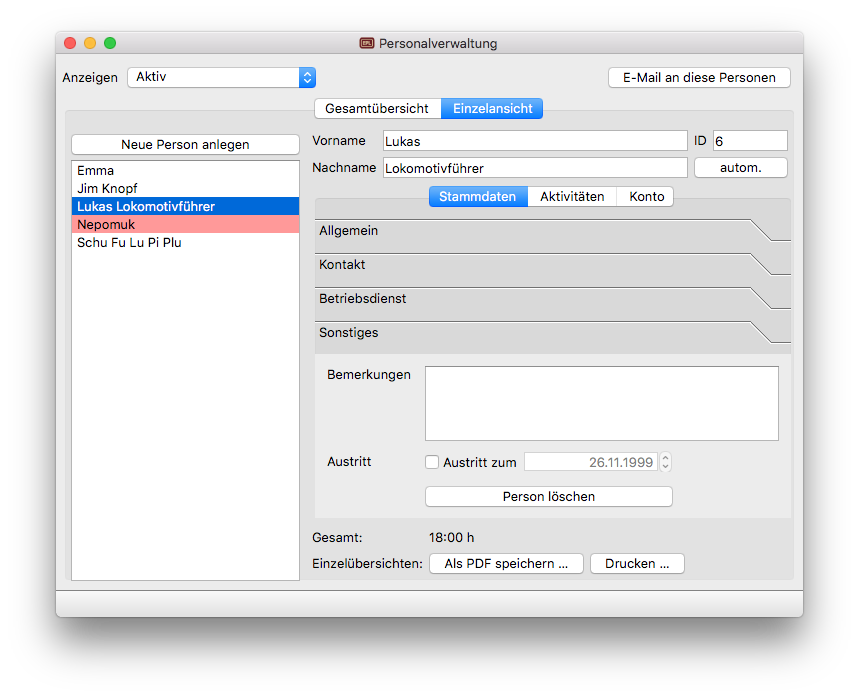 Personalverwaltung
Anzeigen Aktiv E-Mail an diese Personen
Gesamtübersicht Einzelansicht
Neue Person anlegen
Emma
Jim Knopf
Lukas Lokomotivführer
Nepomuk
Schu Fu Lu Pi Plu
Vorname Lukas ID 6
Nachname Lokomotivführer autom.
Stammdaten Aktivitäten Konto
Allgemein
Kontakt
Betriebsdienst
Sonstiges
Bemerkungen
Austritt Austritt zum 26.11.1999
Person löschen
Gesamt: 18:00 h
Einzelübersichten: Als PDF speichern ... Drucken ...